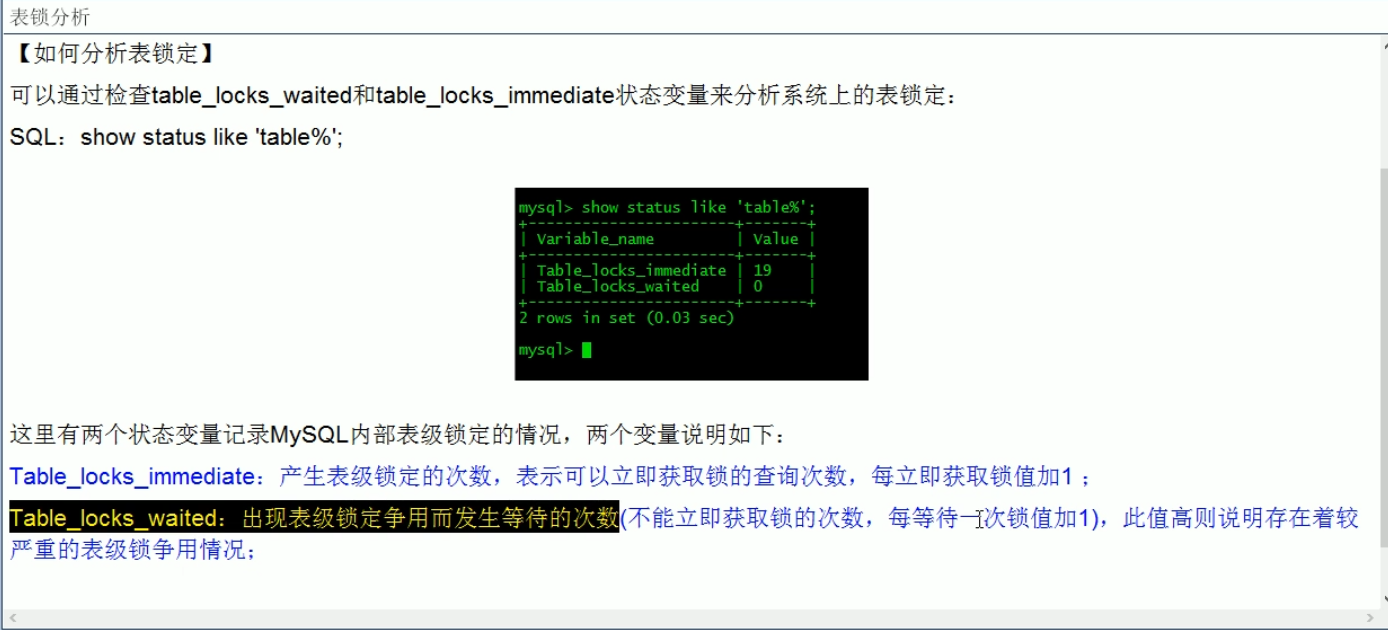 表锁分析
【如何分析表锁定】
可以通过检查table_locks_waited和table_locks_immediate状态变量来分析系统上的表锁定：
SQL：show status like 'table%';
mysql> show status like 'table%';
+-----------------------+-------+
| Variable_name | Value |
+-----------------------+-------+
| Table_locks_immediate | 19 |
| Table_locks_waited | 0 |
+-----------------------+-------+
2 rows in set (0.03 sec)
mysql>
这里有两个状态变量记录MySQL内部表级锁定的情况，两个变量说明如下：
Table_locks_immediate：产生表级锁定的次数，表示可以立即获取锁的查询次数，每立即获取锁值加1 ；
Table_locks_waited：出现表级锁定争用而发生等待的次数(不能立即获取锁的次数，每等待一次锁值加1)，此值高则说明存在着较
严重的表级锁争用情况；